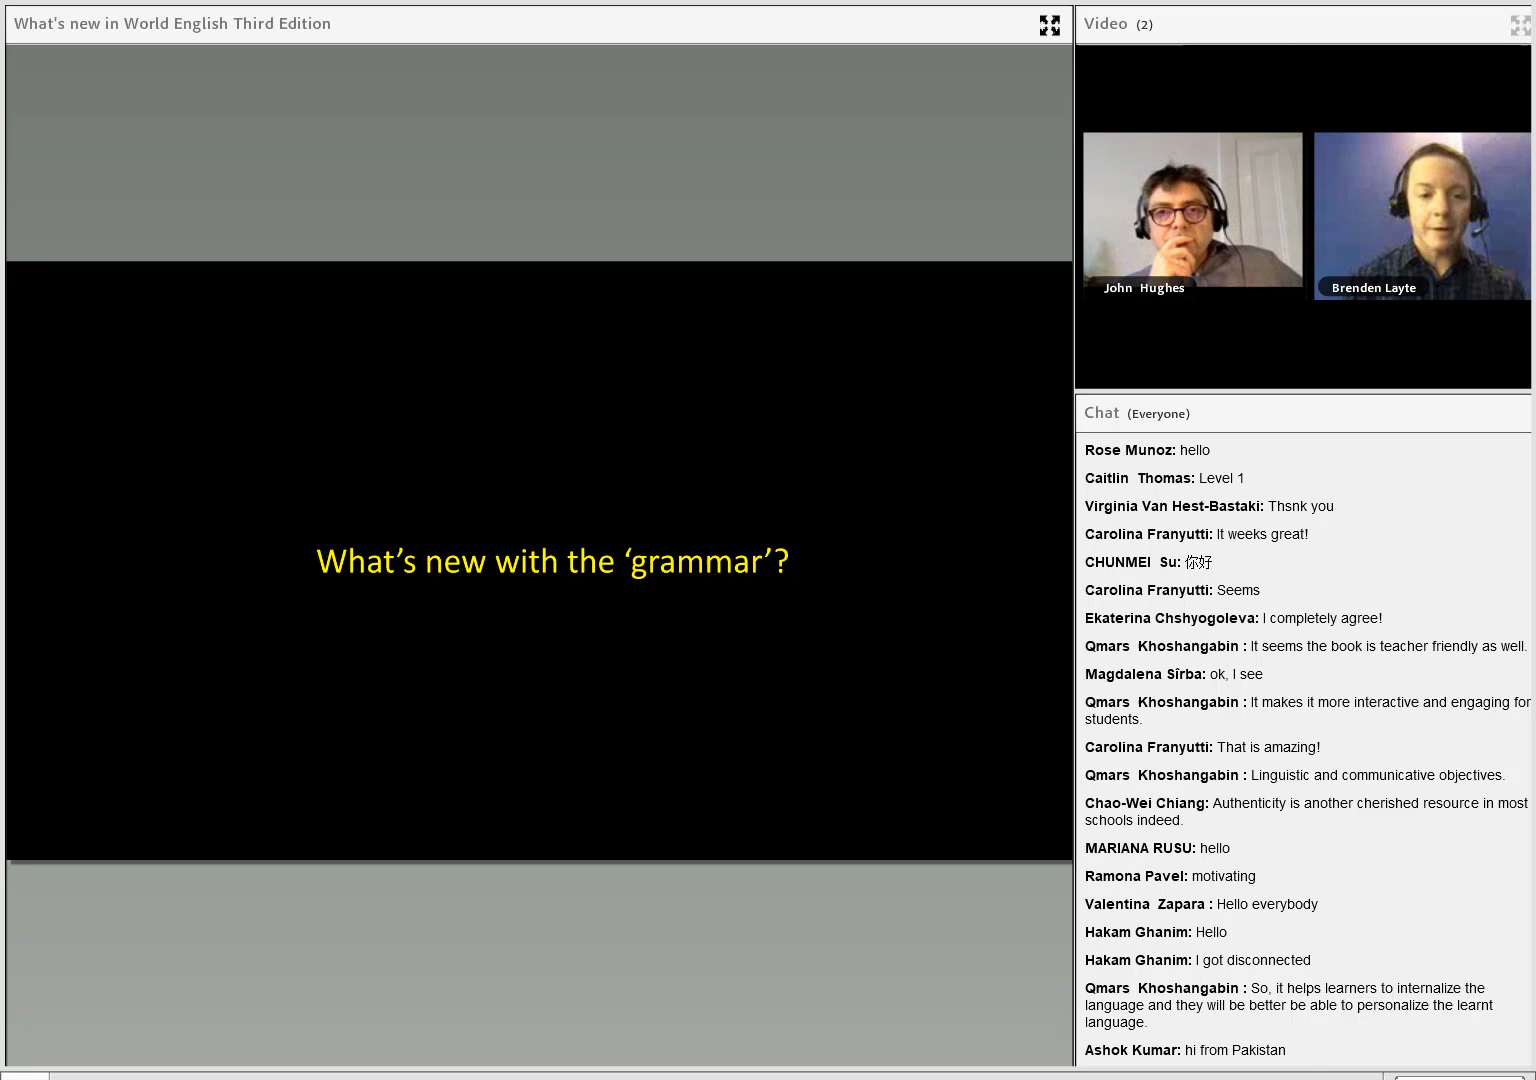 What's new in World English Third Edition
Video (2)
John Hughes
Brenden Layte
What’s new with the ‘grammar’?
Chat (Everyone)
Rose Munoz: hello
Caitlin Thomas: Level 1
Virginia Van Hest-Bastaki: Thsnk you
Carolina Franyutti: It weeks great!
CHUNMEI Su: 你好
Carolina Franyutti: Seems
Ekaterina Chshyogoleva: I completely agree!
Qmars Khoshangabin : It seems the book is teacher friendly as well.
Magdalena Sîrba: ok, I see
Qmars Khoshangabin : It makes it more interactive and engaging for
students.
Carolina Franyutti: That is amazing!
Qmars Khoshangabin : Linguistic and communicative objectives.
Chao-Wei Chiang: Authenticity is another cherished resource in most
schools indeed.
MARIANA RUSU: hello
Ramona Pavel: motivating
Valentina Zapara : Hello everybody
Hakam Ghanim: Hello
Hakam Ghanim: I got disconnected
Qmars Khoshangabin : So, it helps learners to internalize the
language and they will be better be able to personalize the learnt
language.
Ashok Kumar: hi from Pakistan